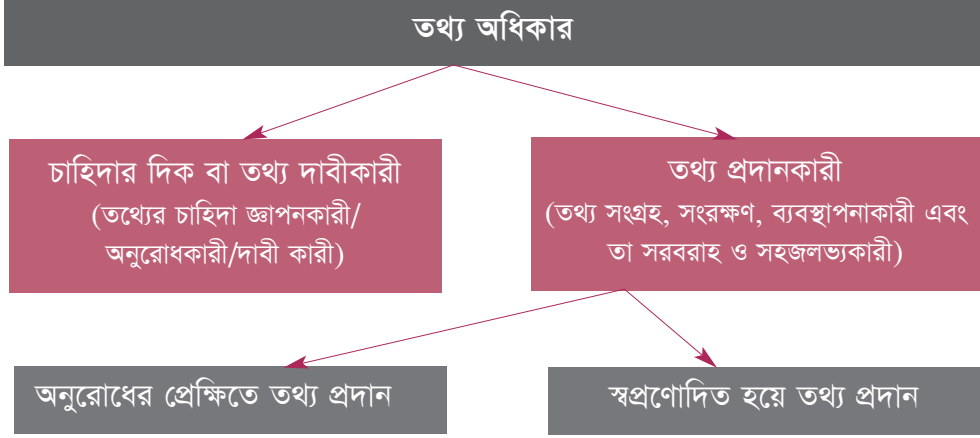 তথ্য অধিকার
চাহিদার দিক বা তথ্য দাবীকারী
(তথ্যের চাহিদা জ্ঞাপনকারী/
অনুরোধকারী/দাবী কারী)
তথ্য প্রদানকারী
(তথ্য সংগ্রহ, সংরক্ষণ, ব্যবস্থাপনাকারী এবং
তা সরবরাহ ও সহজলভ্যকারী)
অনুরোধের প্রেক্ষিতে তথ্য প্রদান
স্বপ্রণোদিত হয়ে তথ্য প্রদান